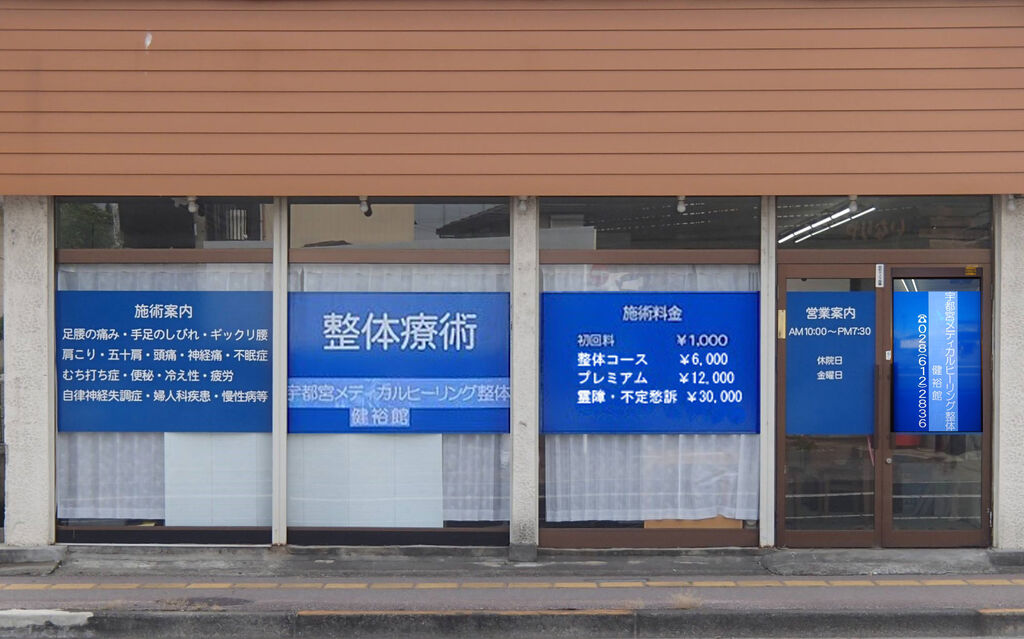 施術案内
足腰の痛み・手足のしびれ・ギックリ腰
肩こり・五十肩・頭痛・神経痛・不眠症
むち打ち症・便秘・冷え性・疲労
自律神経失調症・婦人科疾患・慢性病等
整体療術
宇都宮メディカルヒーリング整体
健裕館
施術料金
初回料 ¥1,000
整体コース ¥6,000
プレミアム ¥12,000
霊障・不定愁訴 ¥30,000
営業案内
AM10:00～PM7:30
休院日
金曜日
宇都宮メディカルヒーリング整体
健裕館
☎028-612-2836